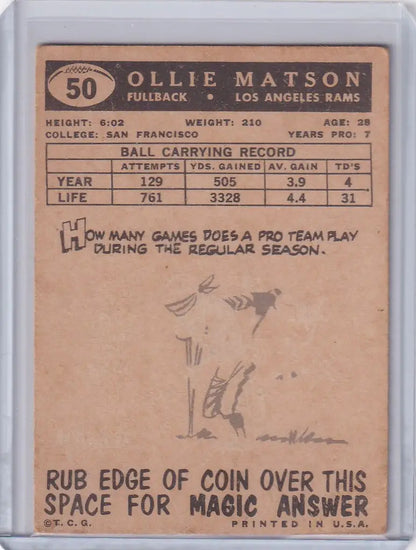 50
OLLIE MATSON
FULLBACK • LOS ANGELES RAMS
HEIGHT: 6:02 WEIGHT: 210 AGE: 28
COLLEGE: SAN FRANCISCO YEARS PRO: 7
BALL CARRYING RECORD
ATTEMPTS YDS. GAINED AV. GAIN TD'S
YEAR 129 505 3.9 4
LIFE 761 3328 4.4 31
HOW MANY GAMES DOES A PRO TEAM PLAY
DURING THE REGULAR SEASON.
RUB EDGE OF COIN OVER THIS
SPACE FOR MAGIC ANSWER
©T.C.G. PRINTED IN U.S.A.